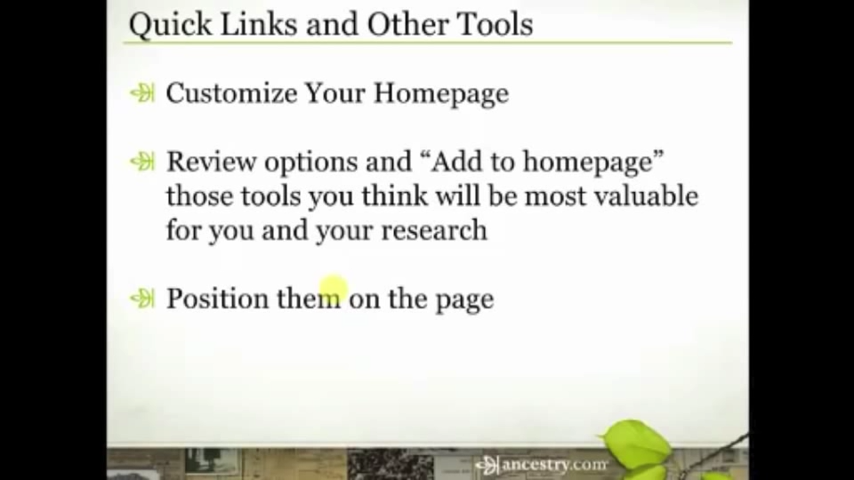 Quick Links and Other Tools
Customize Your Homepage
Review options and “Add to homepage”
those tools you think will be most valuable
for you and your research
Position them on the page
ancestry.com